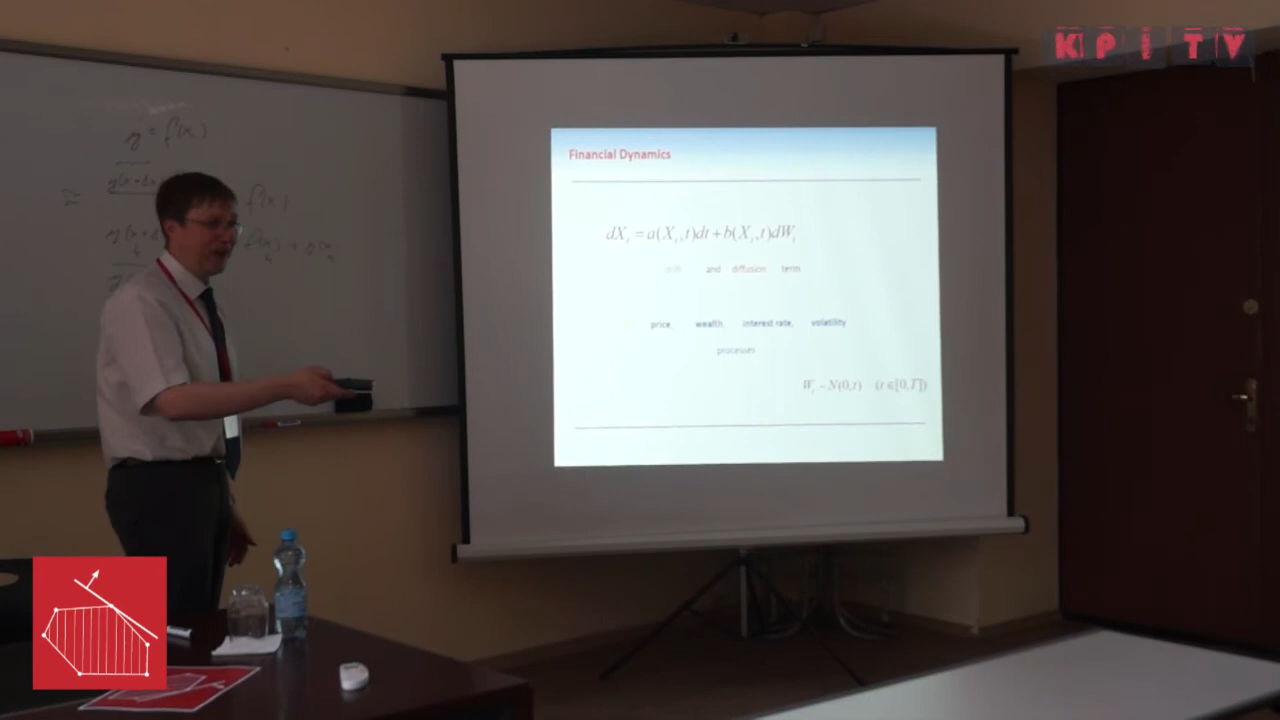 KPI TV
y = f(x)
f(x)
Financial Dynamics
dX_t = a(X_t,t)dt + b(X_t,t)dW_t
drift and diffusion term
price, wealth, interest rate, volatility
processes
W_t ~ N(0,t) (t ∈[0,T])